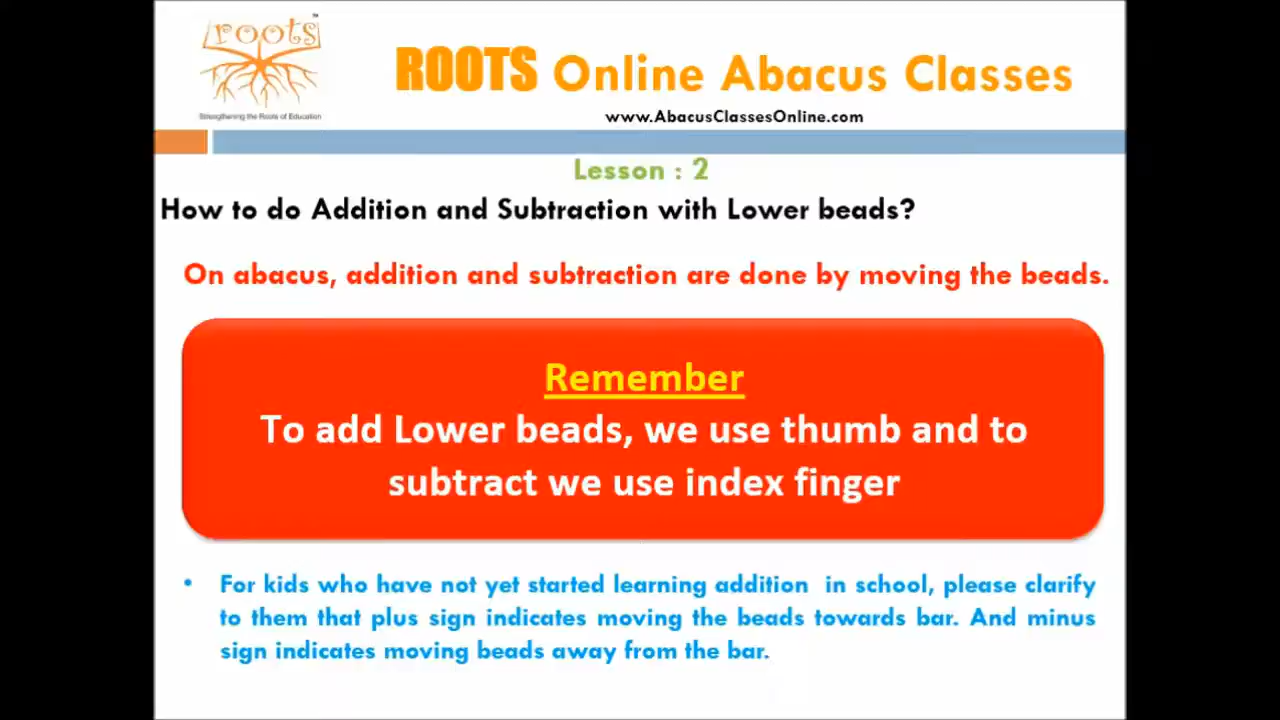 roots™
Strengthening the Roots of Education
ROOTS Online Abacus Classes
www.AbacusClassesOnline.com
Lesson : 2
How to do Addition and Subtraction with Lower beads?
On abacus, addition and subtraction are done by moving the beads.
Remember
To add Lower beads, we use thumb and to
subtract we use index finger
• For kids who have not yet started learning addition in school, please clarify
to them that plus sign indicates moving the beads towards bar. And minus
sign indicates moving beads away from the bar.